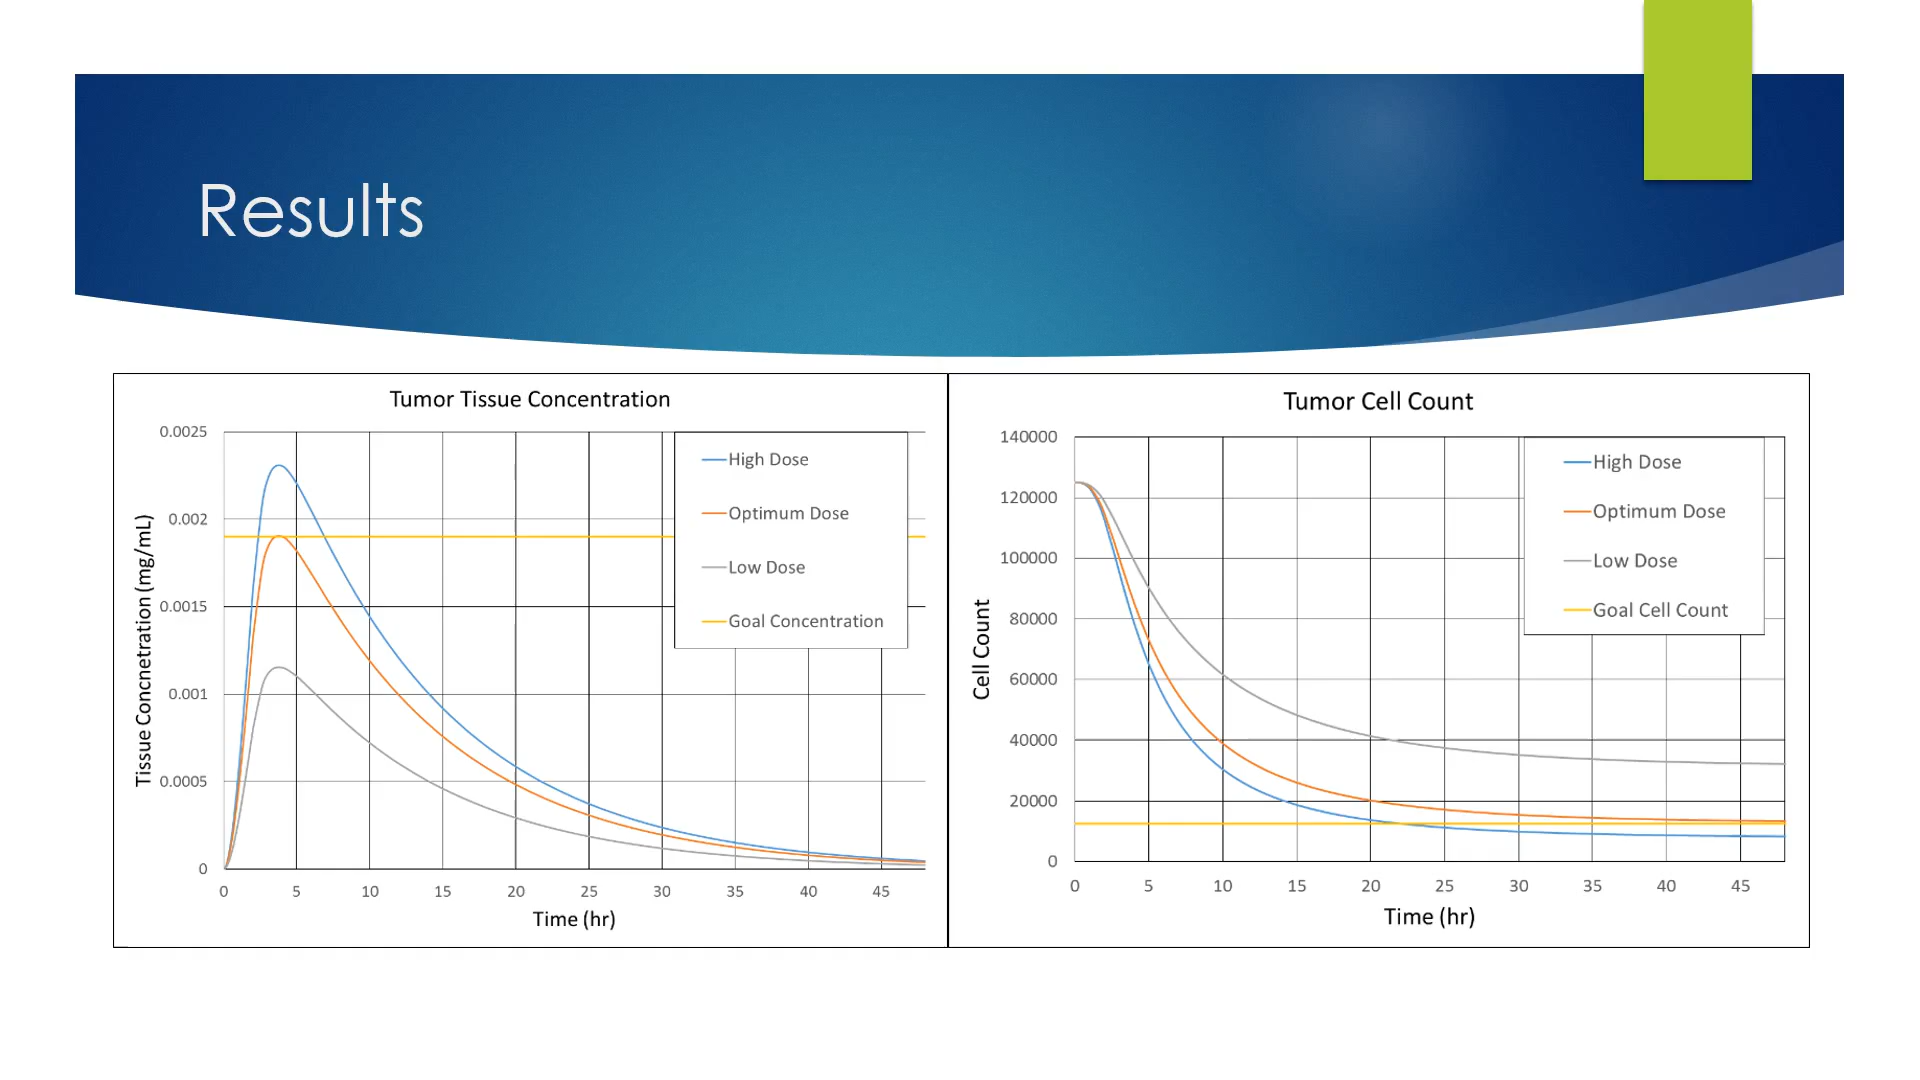 Results
Tumor Tissue Concentration
0.0025
0.002
0.0015
0.001
0.0005
0
Tissue Concnetration (mg/mL)
0 5 10 15 20 25 30 35 40 45
Time (hr)
High Dose
Optimum Dose
Low Dose
Goal Concentration
Tumor Cell Count
140000
120000
100000
80000
60000
40000
20000
0
Cell Count
0 5 10 15 20 25 30 35 40 45
Time (hr)
High Dose
Optimum Dose
Low Dose
Goal Cell Count